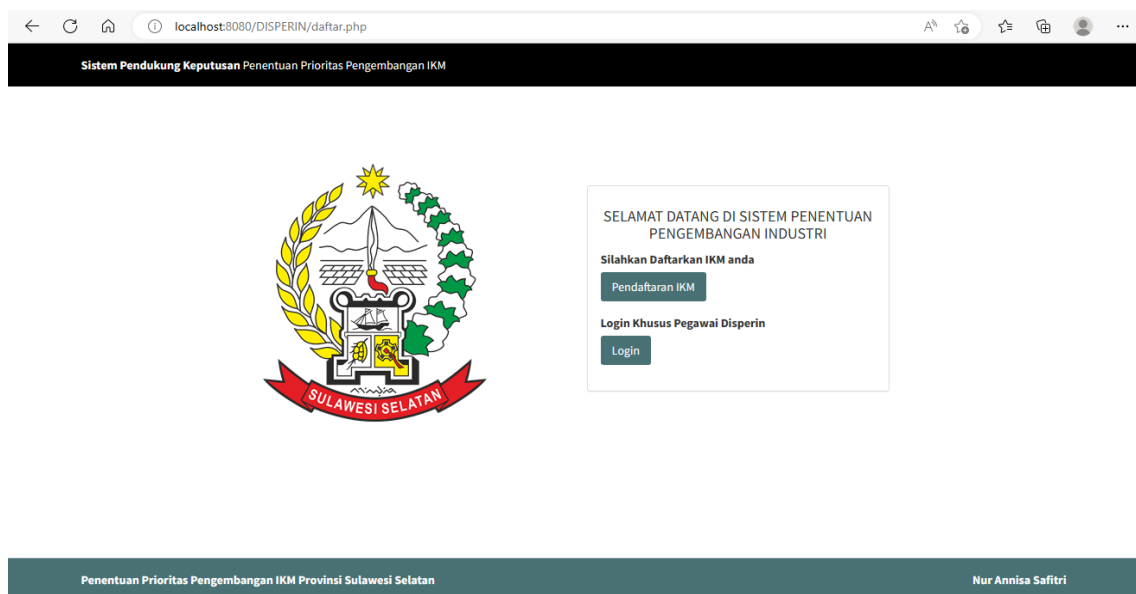 localhost:8080/DISPERIN/daftar.php
Sistem Pendukung Keputusan Penentuan Prioritas Pengembangan IKM
SELAMAT DATANG DI SISTEM PENENTUAN
PENGEMBANGAN INDUSTRI
Silahkan Daftarkan IKM anda
Pendaftaran IKM
Login Khusus Pegawai Disperin
Login
SULAWESI SELATAN
Penentuan Prioritas Pengembangan IKM Provinsi Sulawesi Selatan
Nur Annisa Safitri